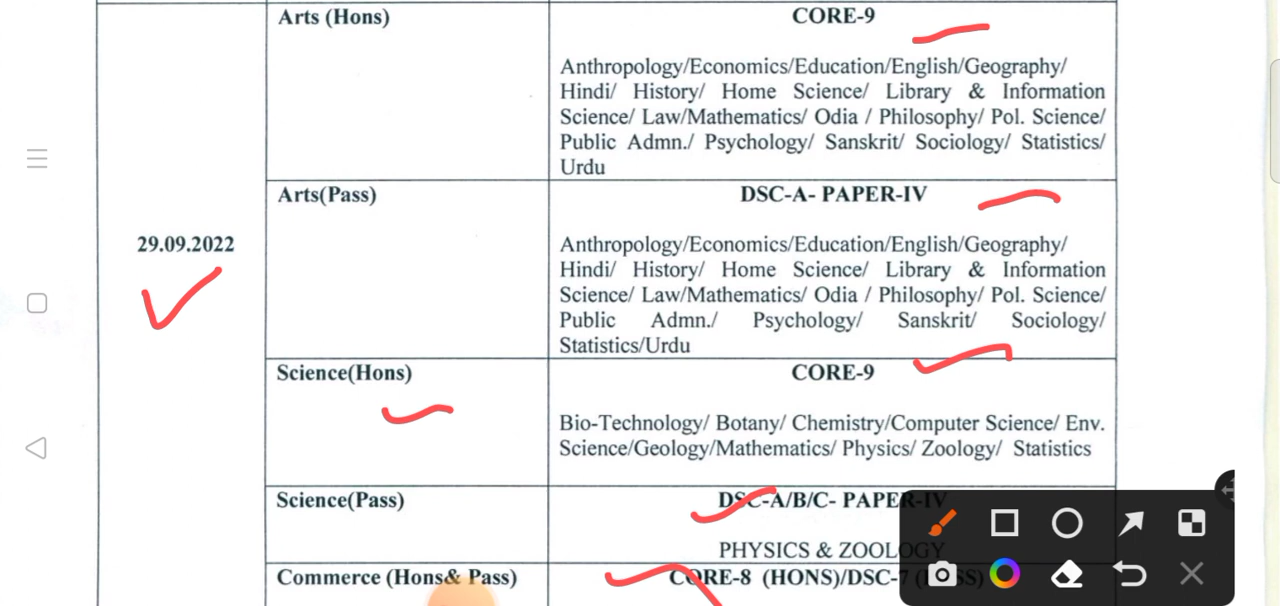 Arts (Hons)
CORE-9
Anthropology/Economics/Education/English/Geography/
Hindi/ History/ Home Science/ Library & Information
Science/ Law/Mathematics/ Odia / Philosophy/ Pol. Science/
Public Admn./ Psychology/ Sanskrit/ Sociology/ Statistics/
Urdu
29.09.2022
Arts(Pass)
DSC-A- PAPER-IV
Anthropology/Economics/Education/English/Geography/
Hindi/ History/ Home Science/ Library & Information
Science/ Law/Mathematics/ Odia / Philosophy/ Pol. Science/
Public Admn./ Psychology/ Sanskrit/ Sociology/
Statistics/Urdu
Science(Hons)
CORE-9
Bio-Technology/ Botany/ Chemistry/Computer Science/ Env.
Science/Geology/Mathematics/ Physics/ Zoology/ Statistics
Science(Pass)
DSC-A/B/C- PAPER-IV
PHYSICS & ZOOLOGY
Commerce (Hons& Pass)
CORE-8 (HONS)/DSC-7